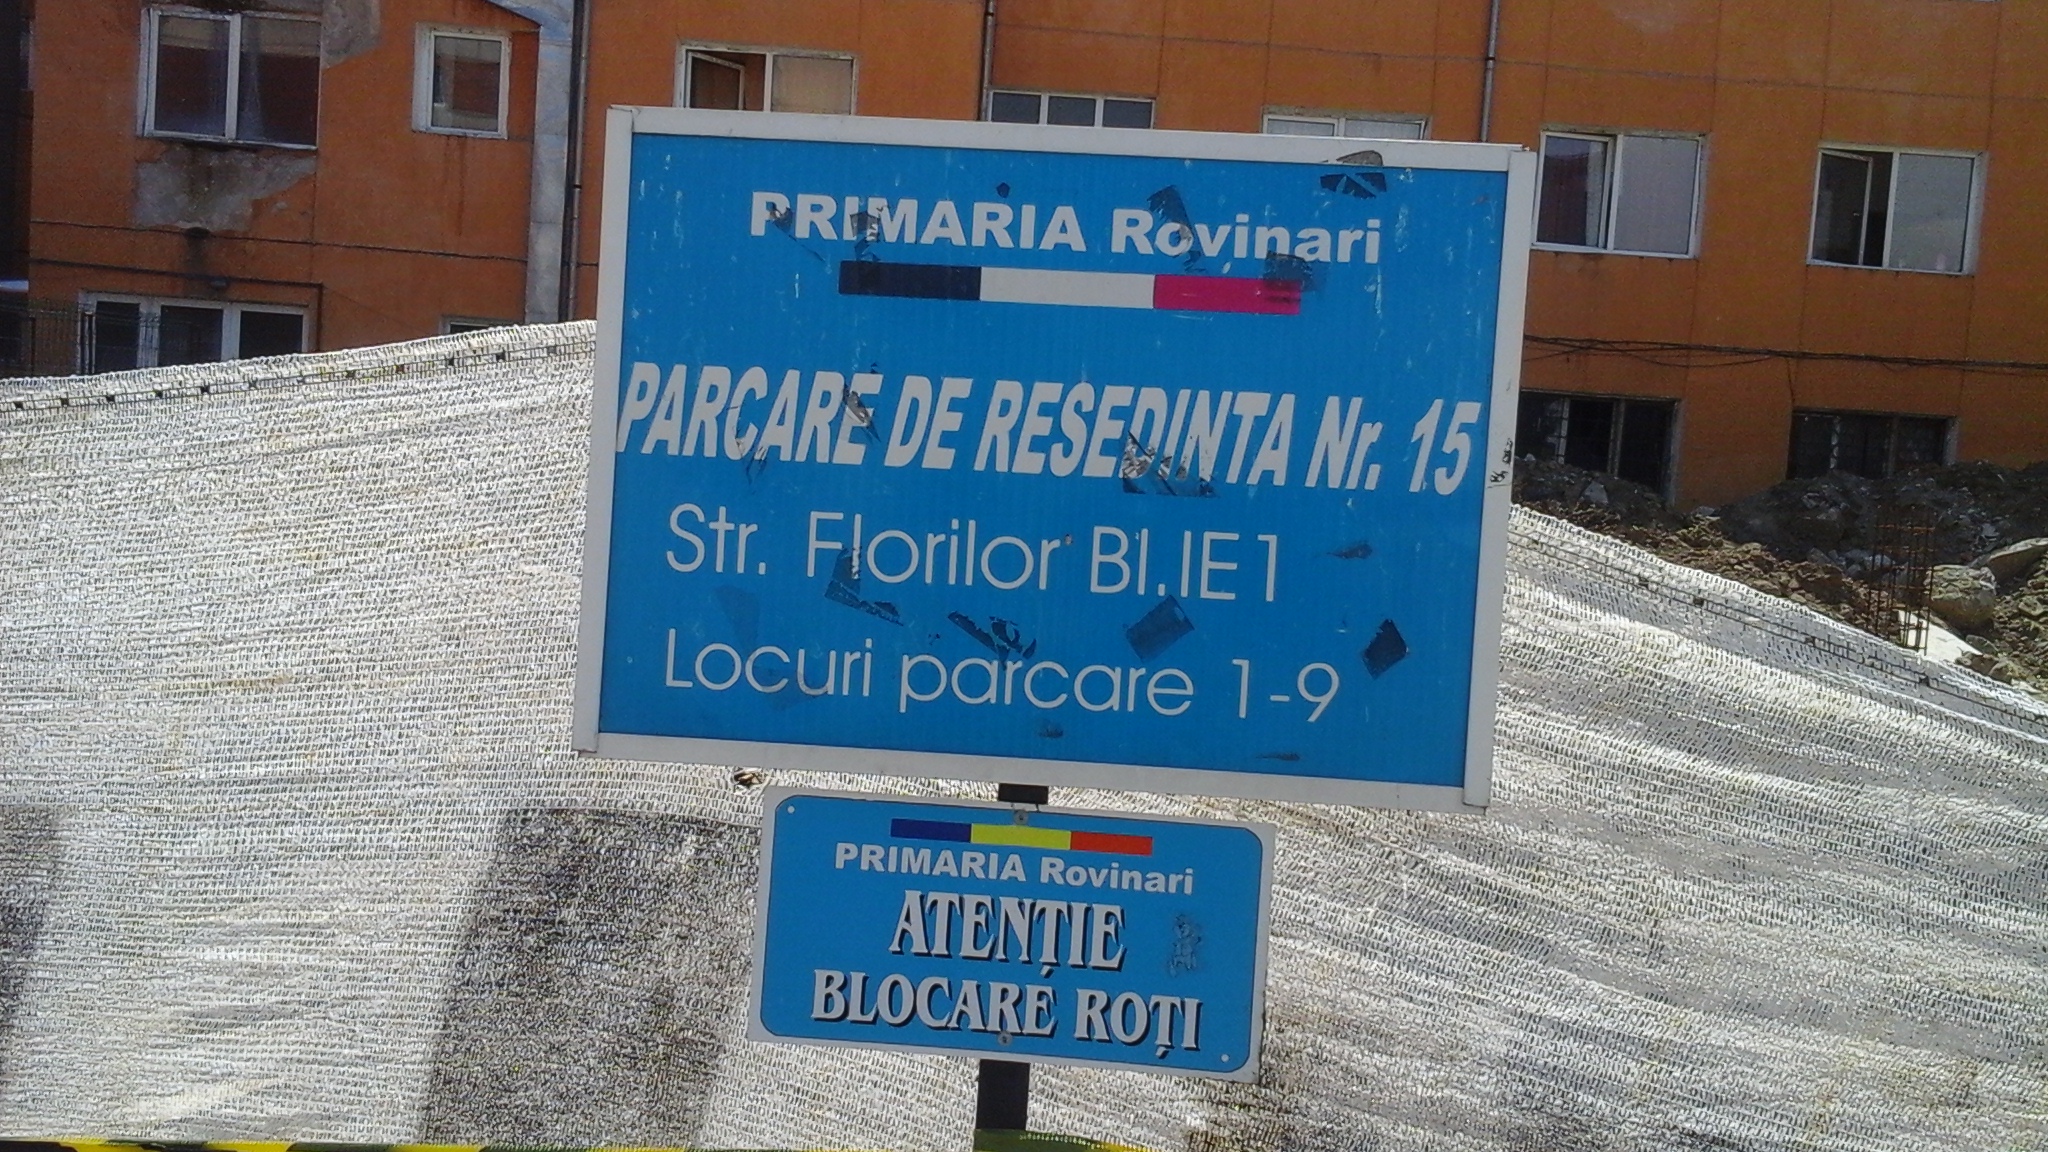 PRIMARIA Rovinari
PARCARE DE RESEDINTA Nr. 15
Str. Florilor Bl.IE1
Locuri parcare 1-9
PRIMARIA Rovinari
ATENȚIE
BLOCARE ROȚI